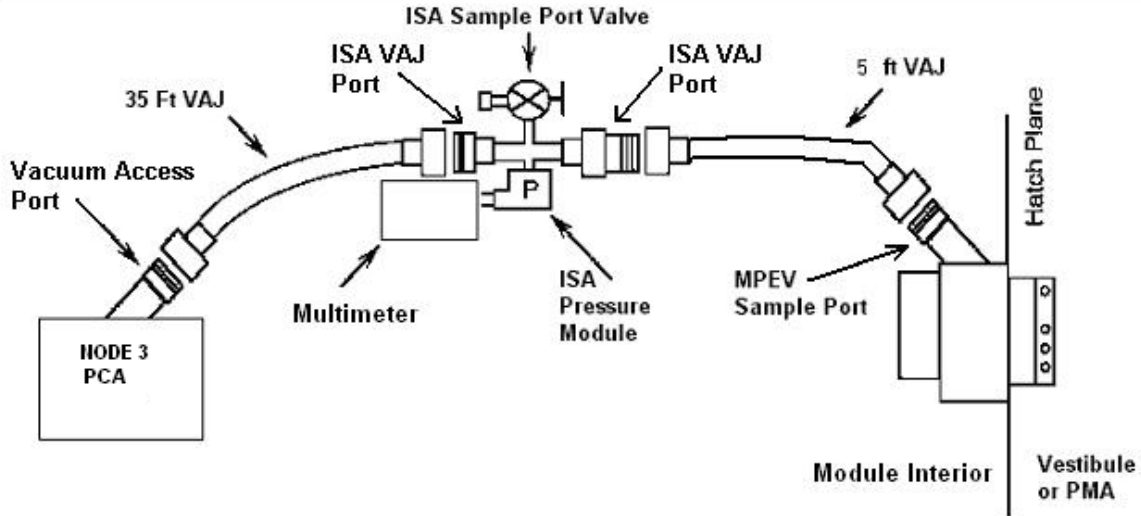 ISA Sample Port Valve
ISA VAJ
Port
ISA VAJ
Port
5 ft VAJ
35 Ft VAJ
Vacuum Access
Port
Hatch Plane
P
Multimeter
ISA
Pressure
Module
MPEV
Sample Port
NODE 3
PCA
Module Interior
Vestibule
or PMA